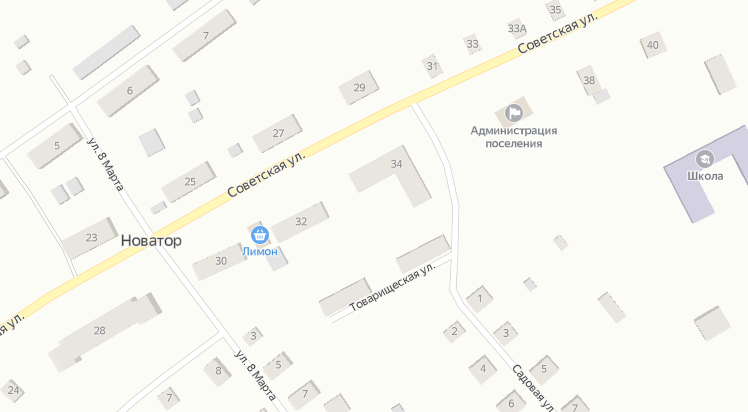 35
33А
Советская ул.
7
33
40
31
38
29
6
27
Администрация
поселения
5
ул. 8 Марта
34
Школа
25
Советская ул.
32
23
Новатор
Лимон
30
Товарищеская ул.
1
ая ул.
28
2
3
3
ул. 8 Марта
5
8
4
5
Садовая ул.
24
7
7
6
7